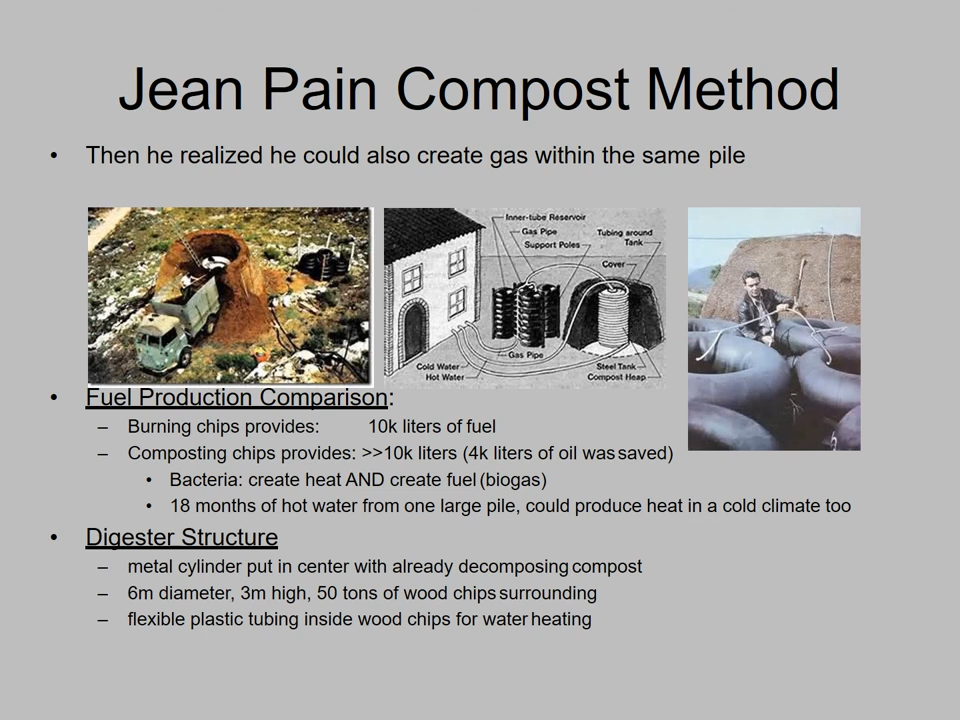 Jean Pain Compost Method
• Then he realized he could also create gas within the same pile
Inner-tube Reservoir
Gas Pipe
Support Poles
Tubing around
Tank
Cover
Gas Pipe
Cold Water
Hot Water
Steel Tank
Compost Heap
• Fuel Production Comparison:
– Burning chips provides: 10k liters of fuel
– Composting chips provides: >>10k liters (4k liters of oil was saved)
• Bacteria: create heat AND create fuel (biogas)
• 18 months of hot water from one large pile, could produce heat in a cold climate too
• Digester Structure
– metal cylinder put in center with already decomposing compost
– 6m diameter, 3m high, 50 tons of wood chips surrounding
– flexible plastic tubing inside wood chips for water heating